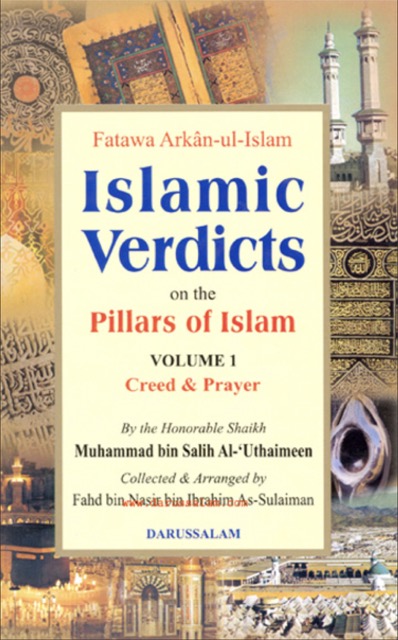 Fatawa Arkân-ul-Islam
Islamic
Verdicts
on the
Pillars of Islam
VOLUME 1
Creed & Prayer
By the Honorable Shaikh
Muhammad bin Salih Al-‘Uthaimeen
Collected & Arranged by
Fahd bin Nasir bin Ibrahim As-Sulaiman
DARUSSALAM